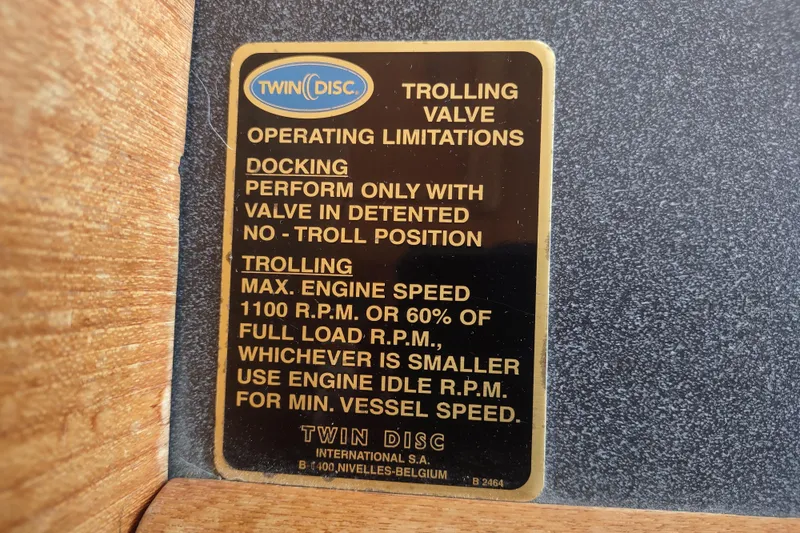 TWIN DISC
TROLLING
VALVE
OPERATING LIMITATIONS
DOCKING
PERFORM ONLY WITH
VALVE IN DETENTED
NO - TROLL POSITION
TROLLING
MAX. ENGINE SPEED
1100 R.P.M. OR 60% OF
FULL LOAD R.P.M.,
WHICHEVER IS SMALLER
USE ENGINE IDLE R.P.M.
FOR MIN. VESSEL SPEED.
TWIN DISC
INTERNATIONAL S.A.
NIVELLES-BELGIUM
B 2464